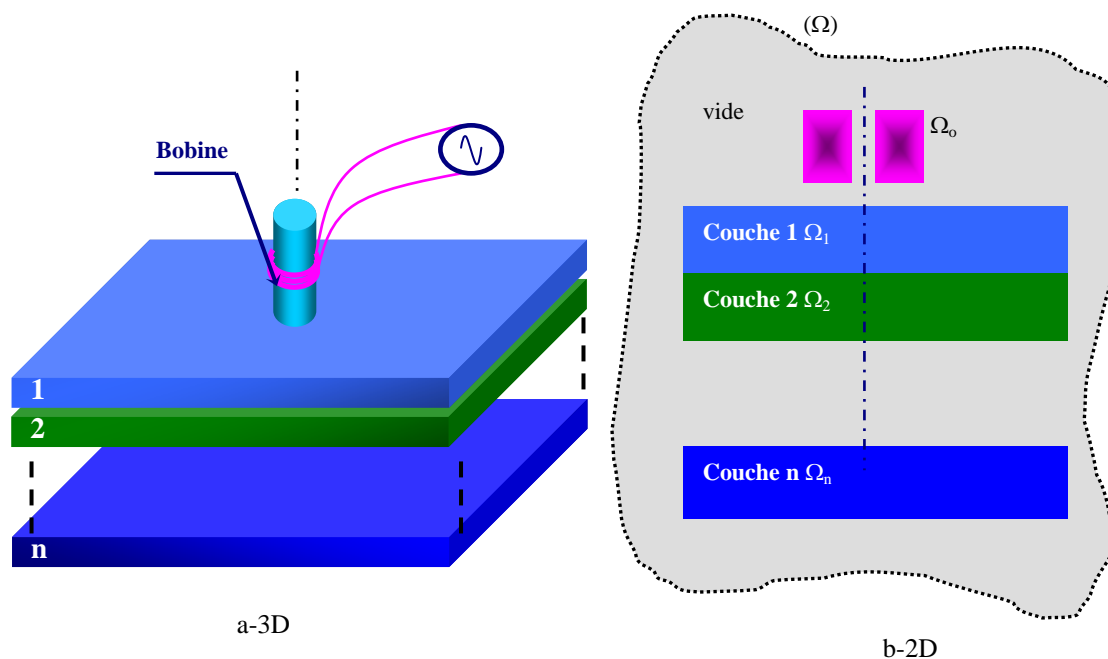 Bobine
1
2
n
a-3D
(Ω)
vide
Ωₒ
Couche 1 Ω₁
Couche 2 Ω₂
Couche n Ωₙ
b-2D